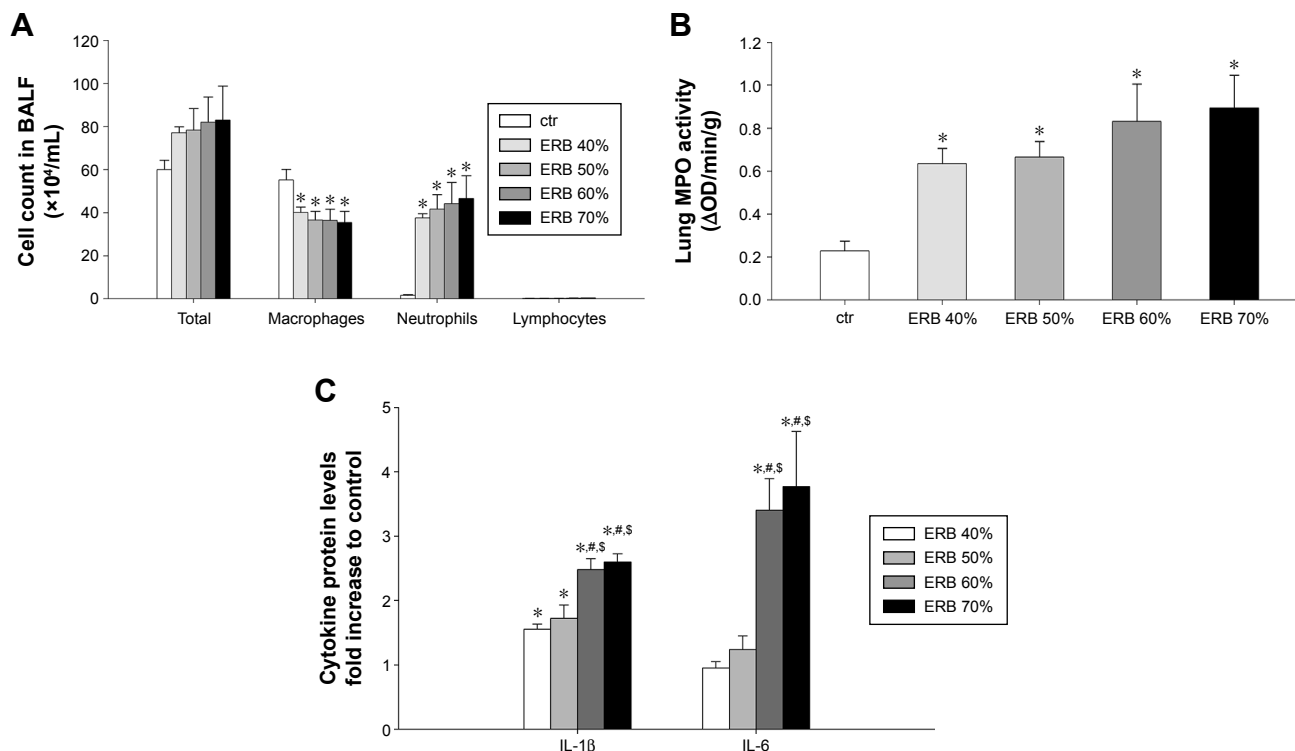 A
Cell count in BALF
(×10⁴/mL)
120
100
80
60
40
20
0
Total
Macrophages
Neutrophils
Lymphocytes
* * * *
* * * *
ctr
ERB 40%
ERB 50%
ERB 60%
ERB 70%
B
Lung MPO activity
(ΔOD/min/g)
1.2
1.0
0.8
0.6
0.4
0.2
0.0
* * * *
ctr
ERB 40%
ERB 50%
ERB 60%
ERB 70%
C
Cytokine protein levels
fold increase to control
5
4
3
2
1
0
* * *,#,$ *,#,$
*,#,$ *,#,$
IL-1β
IL-6
ERB 40%
ERB 50%
ERB 60%
ERB 70%